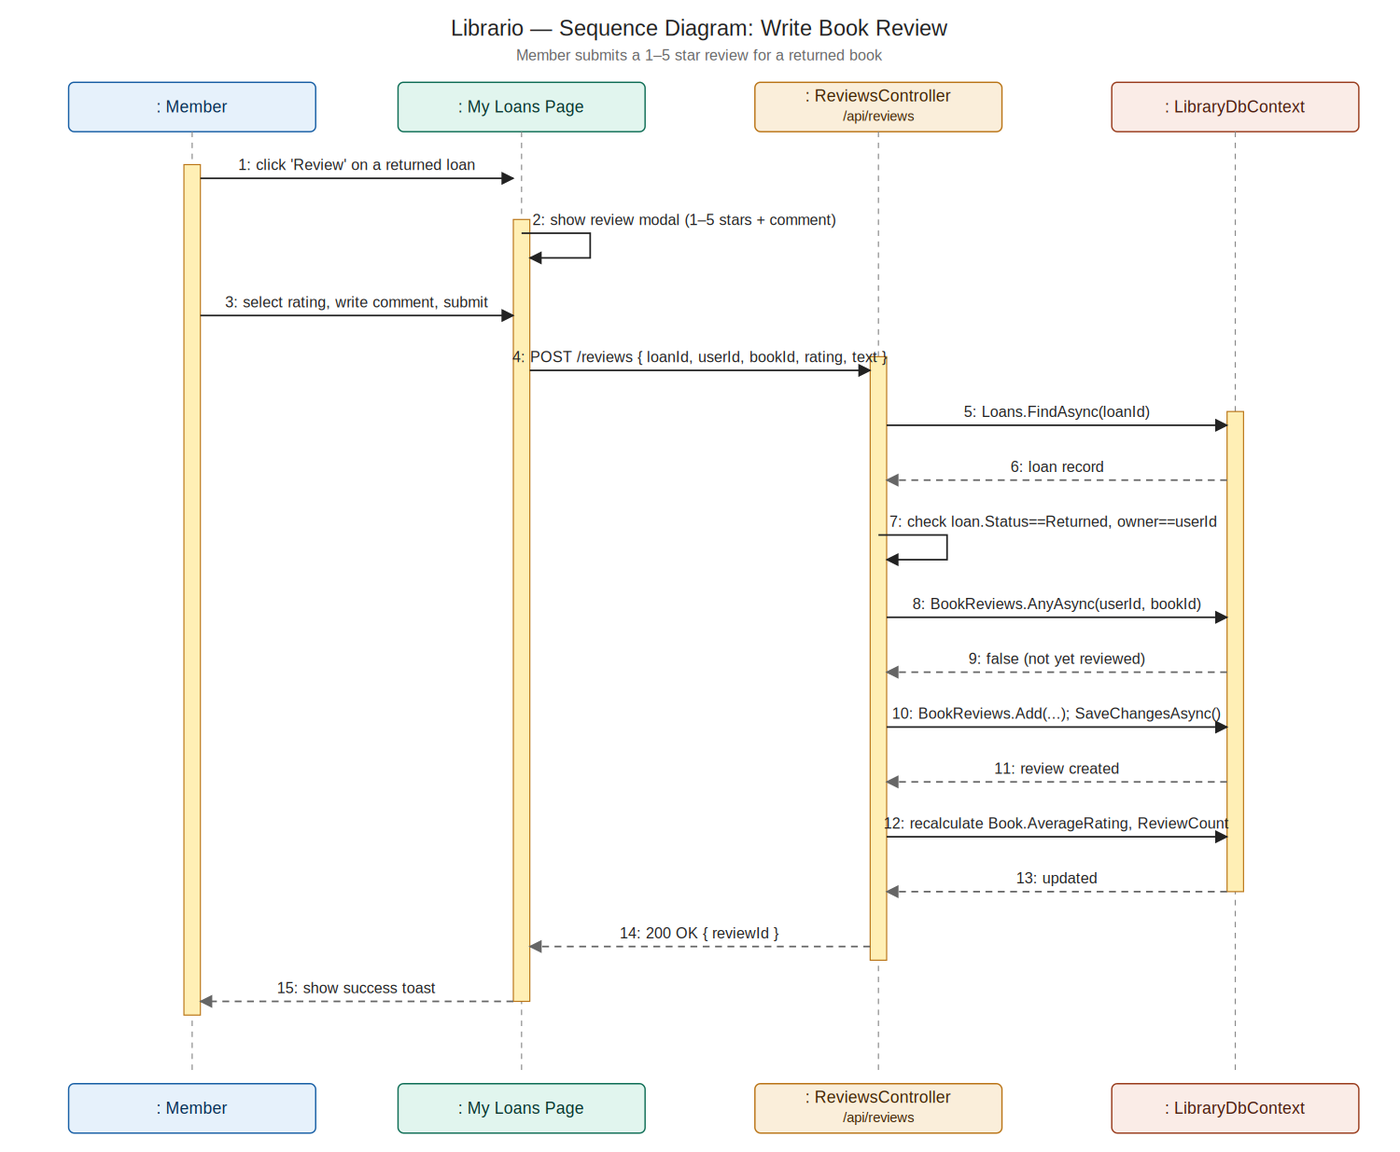 Librario — Sequence Diagram: Write Book Review
Member submits a 1–5 star review for a returned book
: Member
: My Loans Page
: ReviewsController
/api/reviews
: LibraryDbContext
1: click 'Review' on a returned loan
2: show review modal (1–5 stars + comment)
3: select rating, write comment, submit
4: POST /reviews { loanId, userId, bookId, rating, text }
5: Loans.FindAsync(loanId)
6: loan record
7: check loan.Status==Returned, owner==userId
8: BookReviews.AnyAsync(userId, bookId)
9: false (not yet reviewed)
10: BookReviews.Add(...); SaveChangesAsync()
11: review created
12: recalculate Book.AverageRating, ReviewCount
13: updated
14: 200 OK { reviewId }
15: show success toast
: Member
: My Loans Page
: ReviewsController
/api/reviews
: LibraryDbContext